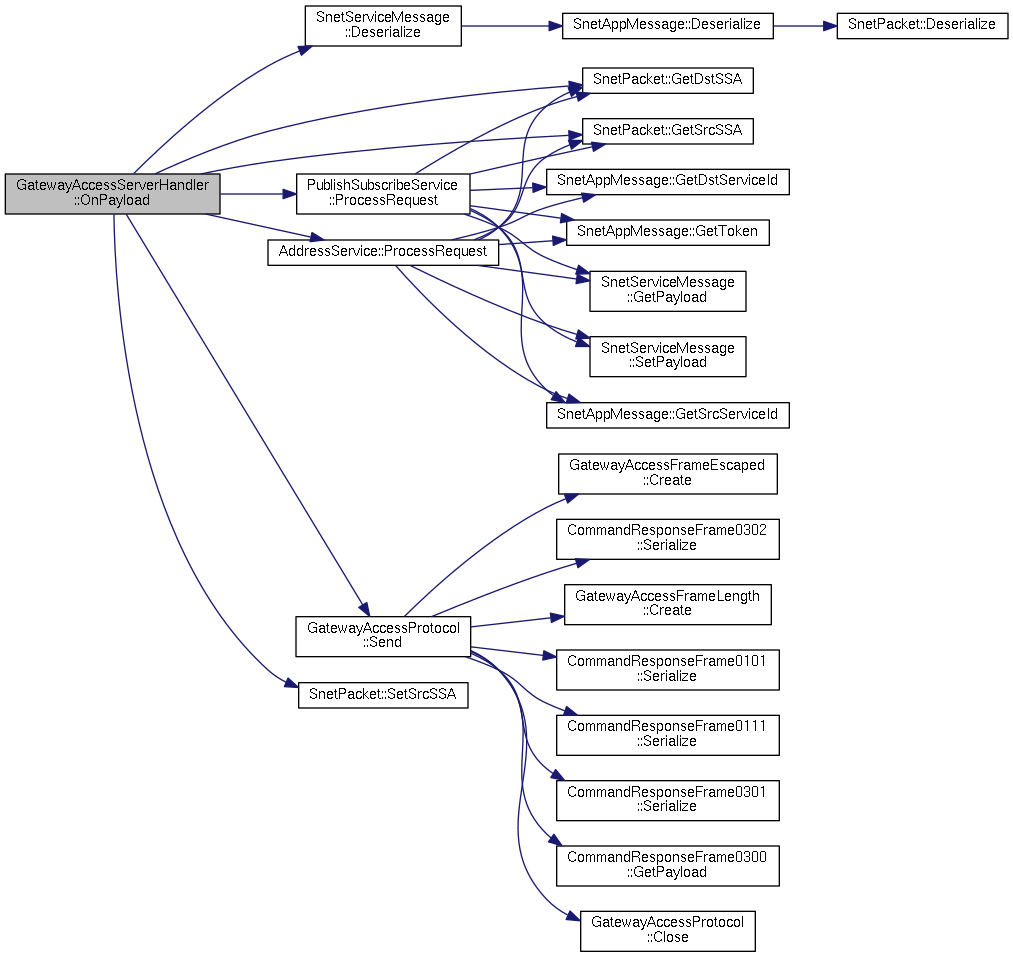 SnetServiceMessage
::Deserialize
SnetAppMessage::Deserialize
SnetPacket::Deserialize
SnetPacket::GetDstSSA
SnetPacket::GetSrcSSA
GatewayAccessServerHandler
::OnPayload
PublishSubscribeService
::ProcessRequest
SnetAppMessage::GetDstServiceId
SnetAppMessage::GetToken
AddressService::ProcessRequest
SnetServiceMessage
::GetPayload
SnetServiceMessage
::SetPayload
SnetAppMessage::GetSrcServiceId
GatewayAccessFrameEscaped
::Create
CommandResponseFrame0302
::Serialize
GatewayAccessFrameLength
::Create
GatewayAccessProtocol
::Send
CommandResponseFrame0101
::Serialize
SnetPacket::SetSrcSSA
CommandResponseFrame0111
::Serialize
CommandResponseFrame0301
::Serialize
CommandResponseFrame0300
::GetPayload
GatewayAccessProtocol
::Close